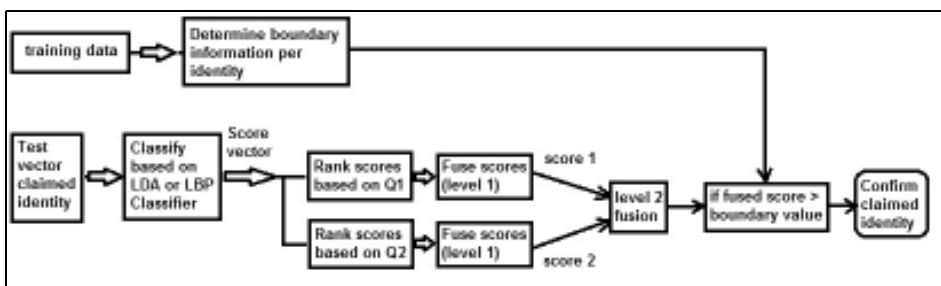 training data
Determine boundary
information per
identity
Test
vector
claimed
identity
Classify
based on
LDA or LBP
Classifier
Score
vector
Rank scores
based on Q1
Fuse scores
(level 1)
score 1
Rank scores
based on Q2
Fuse scores
(level 1)
score 2
level 2
fusion
if fused score >
boundary value
Confirm
claimed
identity